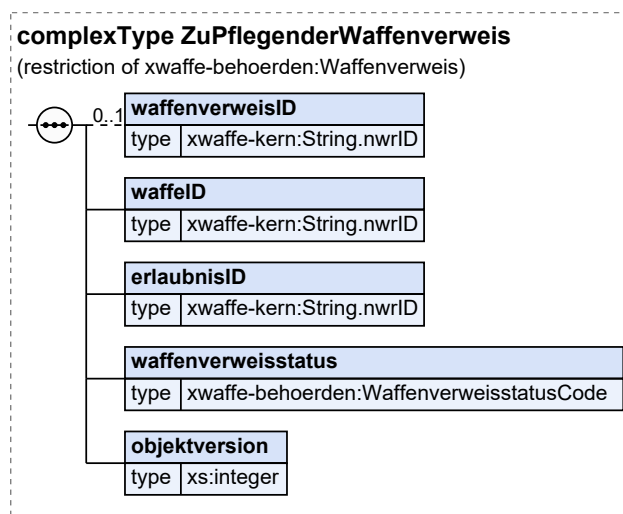 complexType ZuPflegenderWaffenverweis
(restriction of xwaffe-behoerden:Waffenverweis)
0..1
waffenverweisID
type xwaffe-kern:String.nwrID
waffeID
type xwaffe-kern:String.nwrID
erlaubnisID
type xwaffe-kern:String.nwrID
waffenverweisstatus
type xwaffe-behoerden:WaffenverweisstatusCode
objektversion
type xs:integer